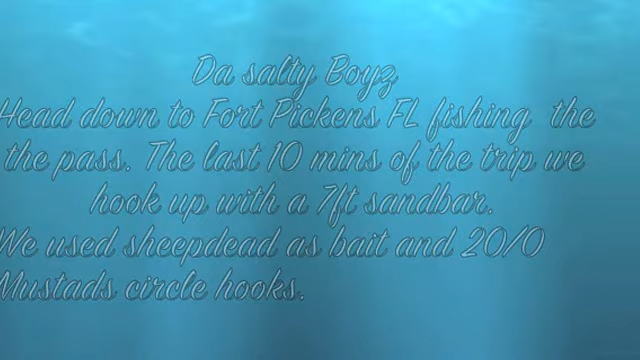 Da salty Boyz
Head down to Fort Pickens FL fishing the
the pass. The last 10 mins of the trip we
hook up with a 7ft sandbar.
We used sheepdead as bait and 20/0
Mustads circle hooks.